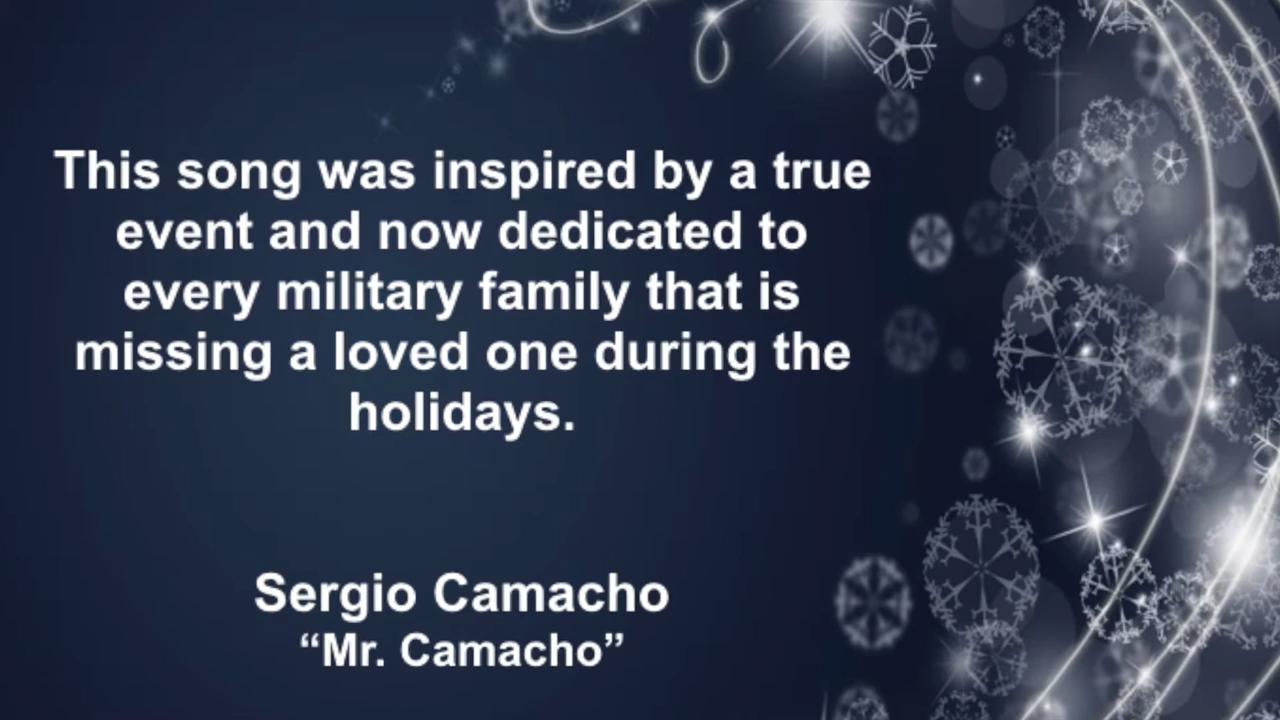 This song was inspired by a true
event and now dedicated to
every military family that is
missing a loved one during the
holidays.
Sergio Camacho
“Mr. Camacho”